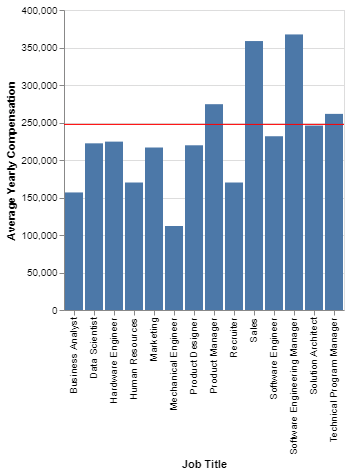 400,000
350,000
300,000
250,000
200,000
150,000
100,000
50,000
0
Average Yearly Compensation
Business Analyst
Data Scientist
Hardware Engineer
Human Resources
Marketing
Mechanical Engineer
Product Designer
Product Manager
Recruiter
Sales
Software Engineer
Software Engineering Manager
Solution Architect
Technical Program Manager
Job Title